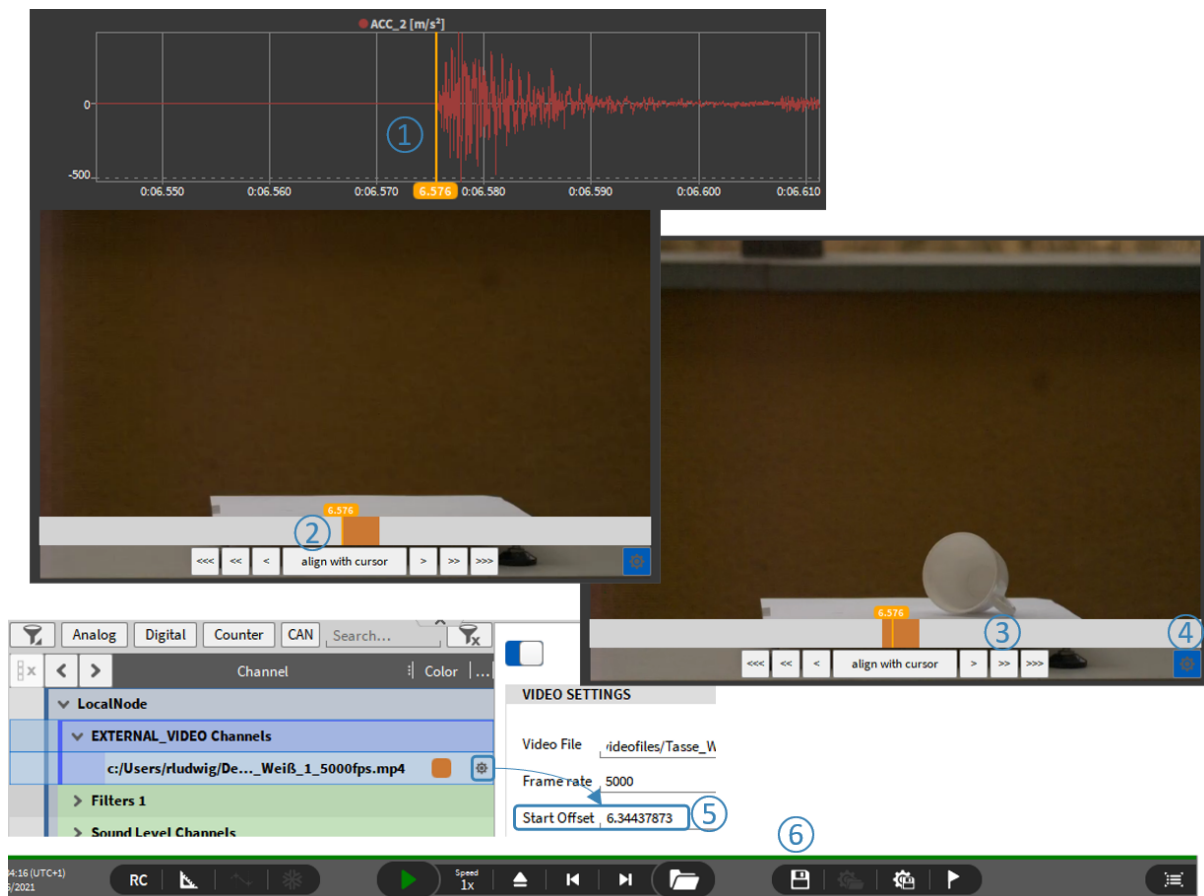 ACC_2 [m/s²]
0
①
-500
0:06.550 0:06.560 0:06.570 6.576 0:06.580 0:06.590 0:06.600 0:06.610
6.576
②
<<< << < align with cursor > >> >>>
6.576
③ ④
<<< << < align with cursor > >> >>>
Analog Digital Counter CAN Search...
Channel Color ...
LocalNode
EXTERNAL_VIDEO Channels
c:/Users/rludwig/De..._Weiß_1_5000fps.mp4
Filters 1
Sound Level Channels
VIDEO SETTINGS
Video File videofiles/Tasse_W
Frame rate 5000
Start Offset 6.34437873 ⑤
⑥
4:16 (UTC+1)
/2021
RC
Speed
1x